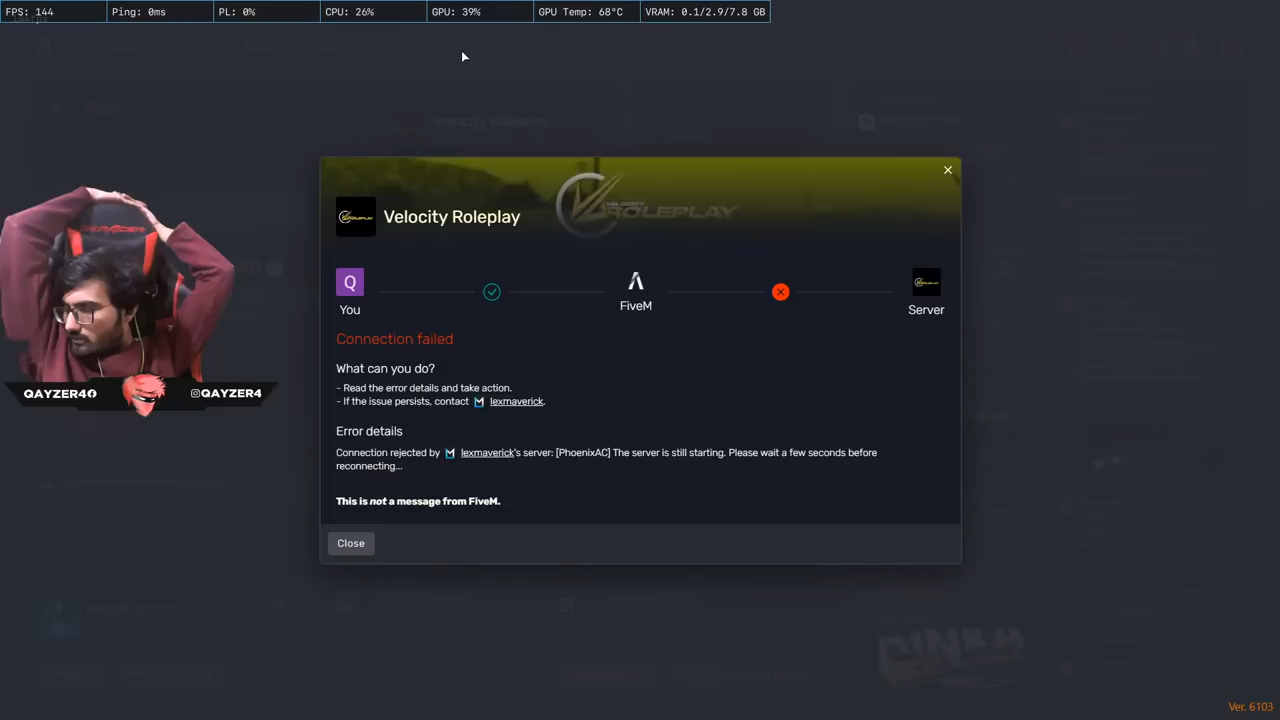 FPS: 144 Ping: 0ms PL: 0% CPU: 26% GPU: 39% GPU Temp: 68°C VRAM: 0.1/2.9/7.8 GB
VELOCITY
ROLEPLAY
Velocity Roleplay
Q
You FiveM Server
Connection failed
What can you do?
- Read the error details and take action.
- If the issue persists, contact lexmaverick.
Error details
Connection rejected by lexmaverick's server: [PhoenixAC] The server is still starting. Please wait a few seconds before
reconnecting...
This is not a message from FiveM.
Close
QAYZER4 QAYZER4
Ver. 6103